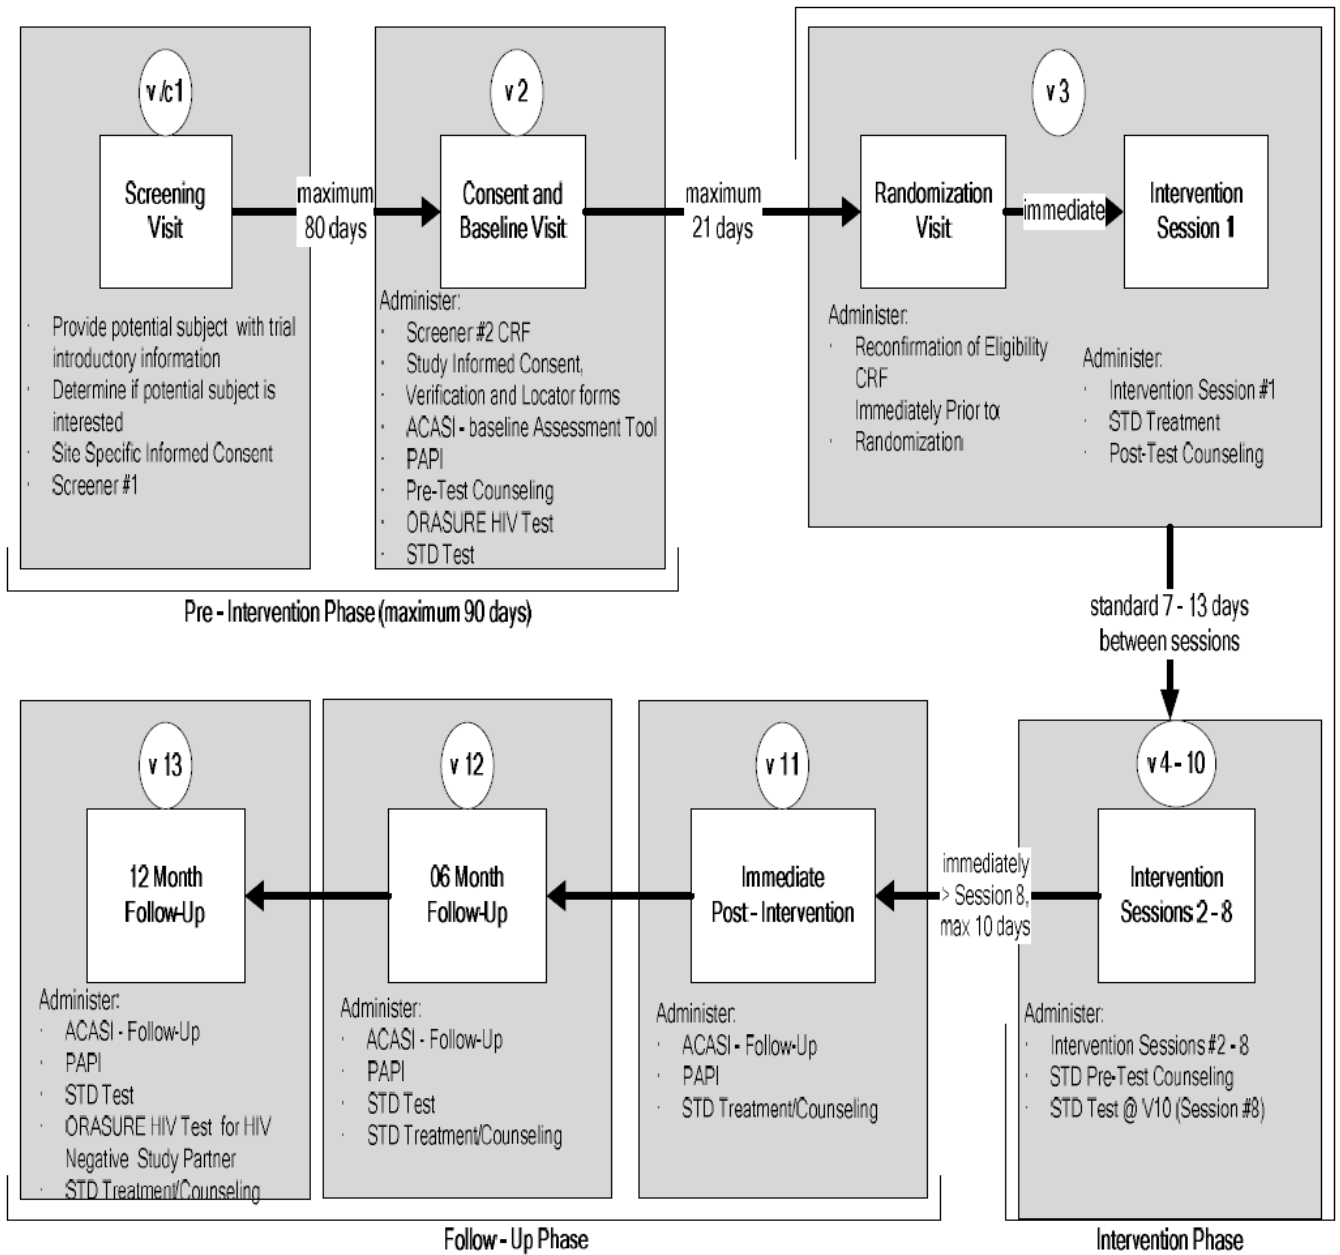 v /c1
Screening
Visit
· Provide potential subject with trial
introductory information
· Determine if potential subject is
interested
· Site Specific Informed Consent
· Screener #1
maximum
80 days
v 2
Consent and
Baseline Visit
Administer:
· Screener #2 CRF
· Study Informed Consent,
· Verification and Locator forms
· ACASI - baseline Assessment Tool
· PAPI
· Pre-Test Counseling
· ORASURE HIV Test
· STD Test
Pre - Intervention Phase (maximum 90 days)
maximum
21 days
v 3
Randomization
Visit
immediate
Intervention
Session 1
Administer:
· Reconfirmation of Eligibility
CRF
Immediately Prior to:
· Randomization
Administer:
· Intervention Session #1
· STD Treatment
· Post-Test Counseling
standard 7 - 13 days
between sessions
v 4 - 10
Intervention
Sessions 2 - 8
Administer:
· Intervention Sessions #2 - 8
· STD Pre-Test Counseling
· STD Test @ V10 (Session #8)
Intervention Phase
immediately
> Session 8,
max 10 days
v 11
Immediate
Post - Intervention
Administer:
· ACASI - Follow-Up
· PAPI
· STD Treatment/Counseling
v 12
06 Month
Follow-Up
Administer:
· ACASI - Follow-Up
· PAPI
· STD Test
· STD Treatment/Counseling
v 13
12 Month
Follow-Up
Administer:
· ACASI - Follow-Up
· PAPI
· STD Test
· ORASURE HIV Test for HIV
Negative Study Partner
· STD Treatment/Counseling
Follow - Up Phase